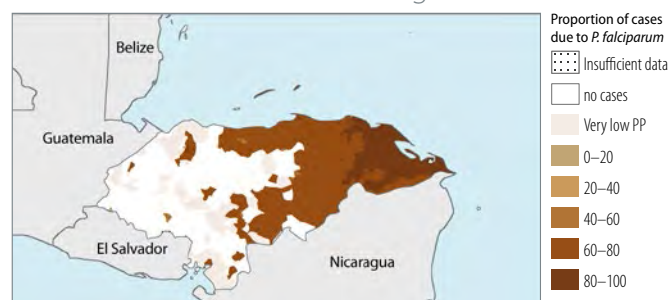 Belize
Guatemala
El Salvador
Nicaragua
Proportion of cases
due to P. falciparum
Insufficient data
no cases
Very low PP
0–20
20–40
40–60
60–80
80–100